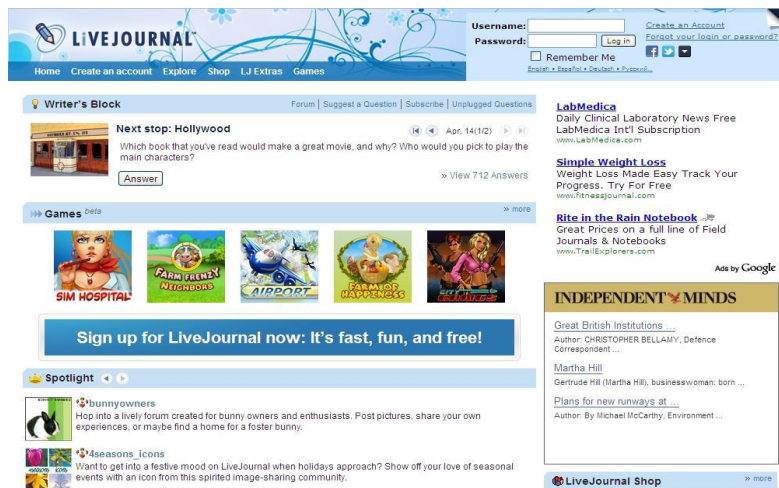 LiVEJOURNAL
Username:
Password:
Log in
Remember Me
Create an Account
Forgot your login or password?
English • Español • Deutsch • Русский...
Home Create an account Explore Shop LJ Extras Games
Writer's Block
Forum | Suggest a Question | Subscribe | Unplugged Questions
Next stop: Hollywood
Apr. 14(1/2)
Which book that you've read would make a great movie, and why? Who would you pick to play the
main characters?
Answer
» View 712 Answers
Games beta
» more
SIM HOSPITAL
FARM FRENZY
NEIGHBORS
AIRPORT
FARM OF
HAPPINESS
Sign up for LiveJournal now: It's fast, fun, and free!
Spotlight
bunnyowners
Hop into a lively forum created for bunny owners and enthusiasts. Post pictures, share your own
experiences, or maybe find a home for a foster bunny.
4seasons_icons
Want to get into a festive mood on LiveJournal when holidays approach? Show off your love of seasonal
events with an icon from this spirited image-sharing community.
LabMedica
Daily Clinical Laboratory News Free
LabMedica Int'l Subscription
www.LabMedica.com
Simple Weight Loss
Weight Loss Made Easy Track Your
Progress. Try For Free
www.fitnessjournal.com
Rite in the Rain Notebook
Great Prices on a full line of Field
Journals & Notebooks
www.TrailExplorers.com
Ads by Google
INDEPENDENT MINDS
Great British Institutions ...
Author: CHRISTOPHER BELLAMY, Defence
Correspondent ...
Martha Hill
Gertrude Hill (Martha Hill), businesswoman: born ...
Plans for new runways at ...
Author: By Michael McCarthy, Environment ...
LiveJournal Shop
» more